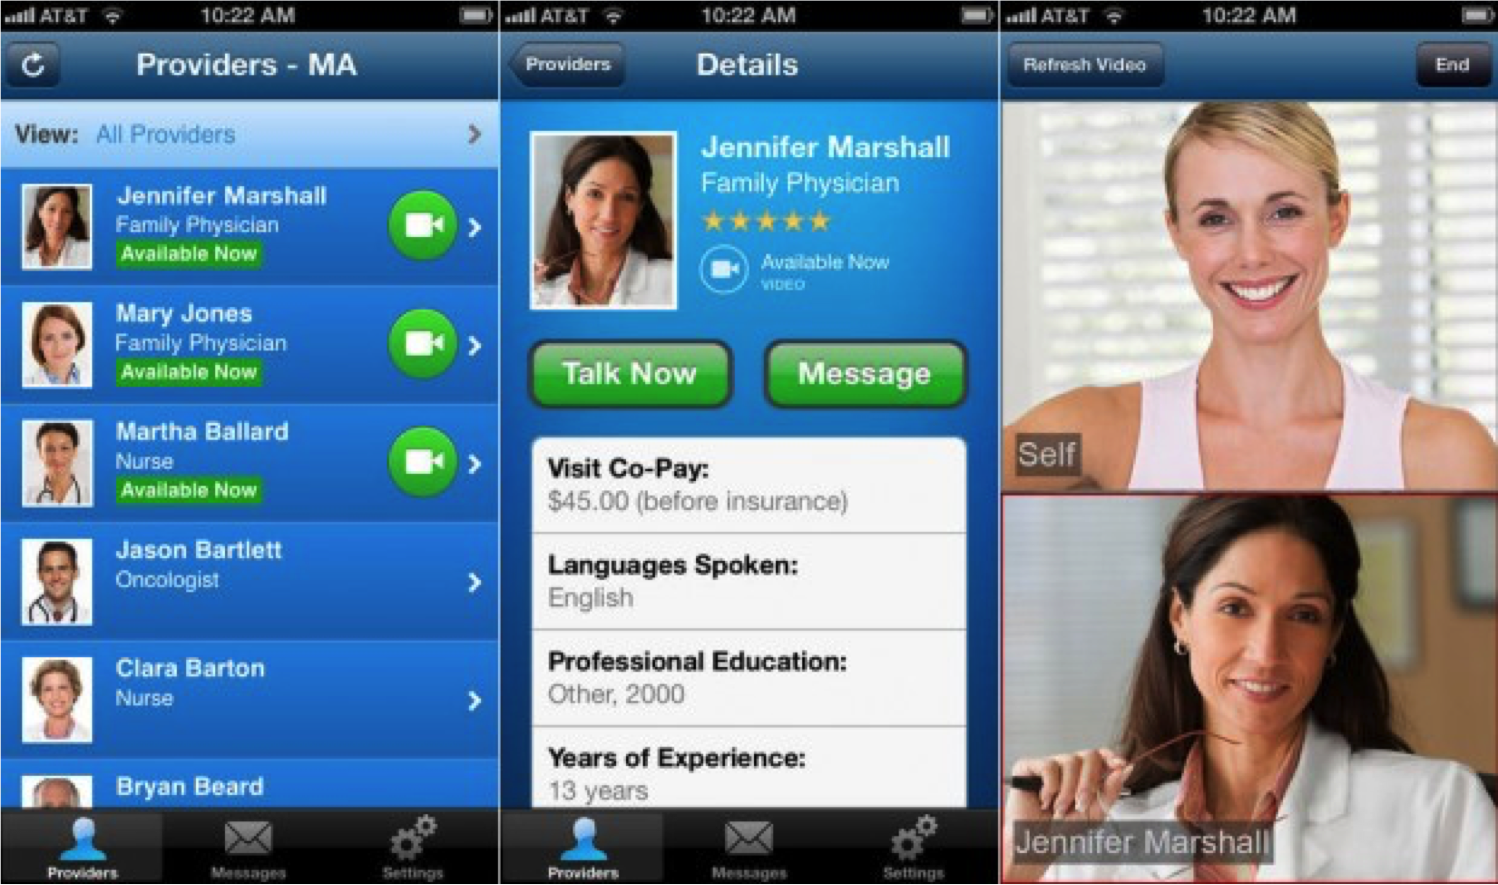 AT&T 10:22 AM
Providers - MA
View: All Providers
Jennifer Marshall
Family Physician
Available Now
Mary Jones
Family Physician
Available Now
Martha Ballard
Nurse
Available Now
Jason Bartlett
Oncologist
Clara Barton
Nurse
Bryan Beard
Providers Messages Settings
AT&T 10:22 AM
Providers Details
Jennifer Marshall
Family Physician
Available Now
VIDEO
Talk Now Message
Visit Co-Pay:
$45.00 (before insurance)
Languages Spoken:
English
Professional Education:
Other, 2000
Years of Experience:
13 years
Providers Messages Settings
AT&T 10:22 AM
Refresh Video End
Self
Jennifer Marshall